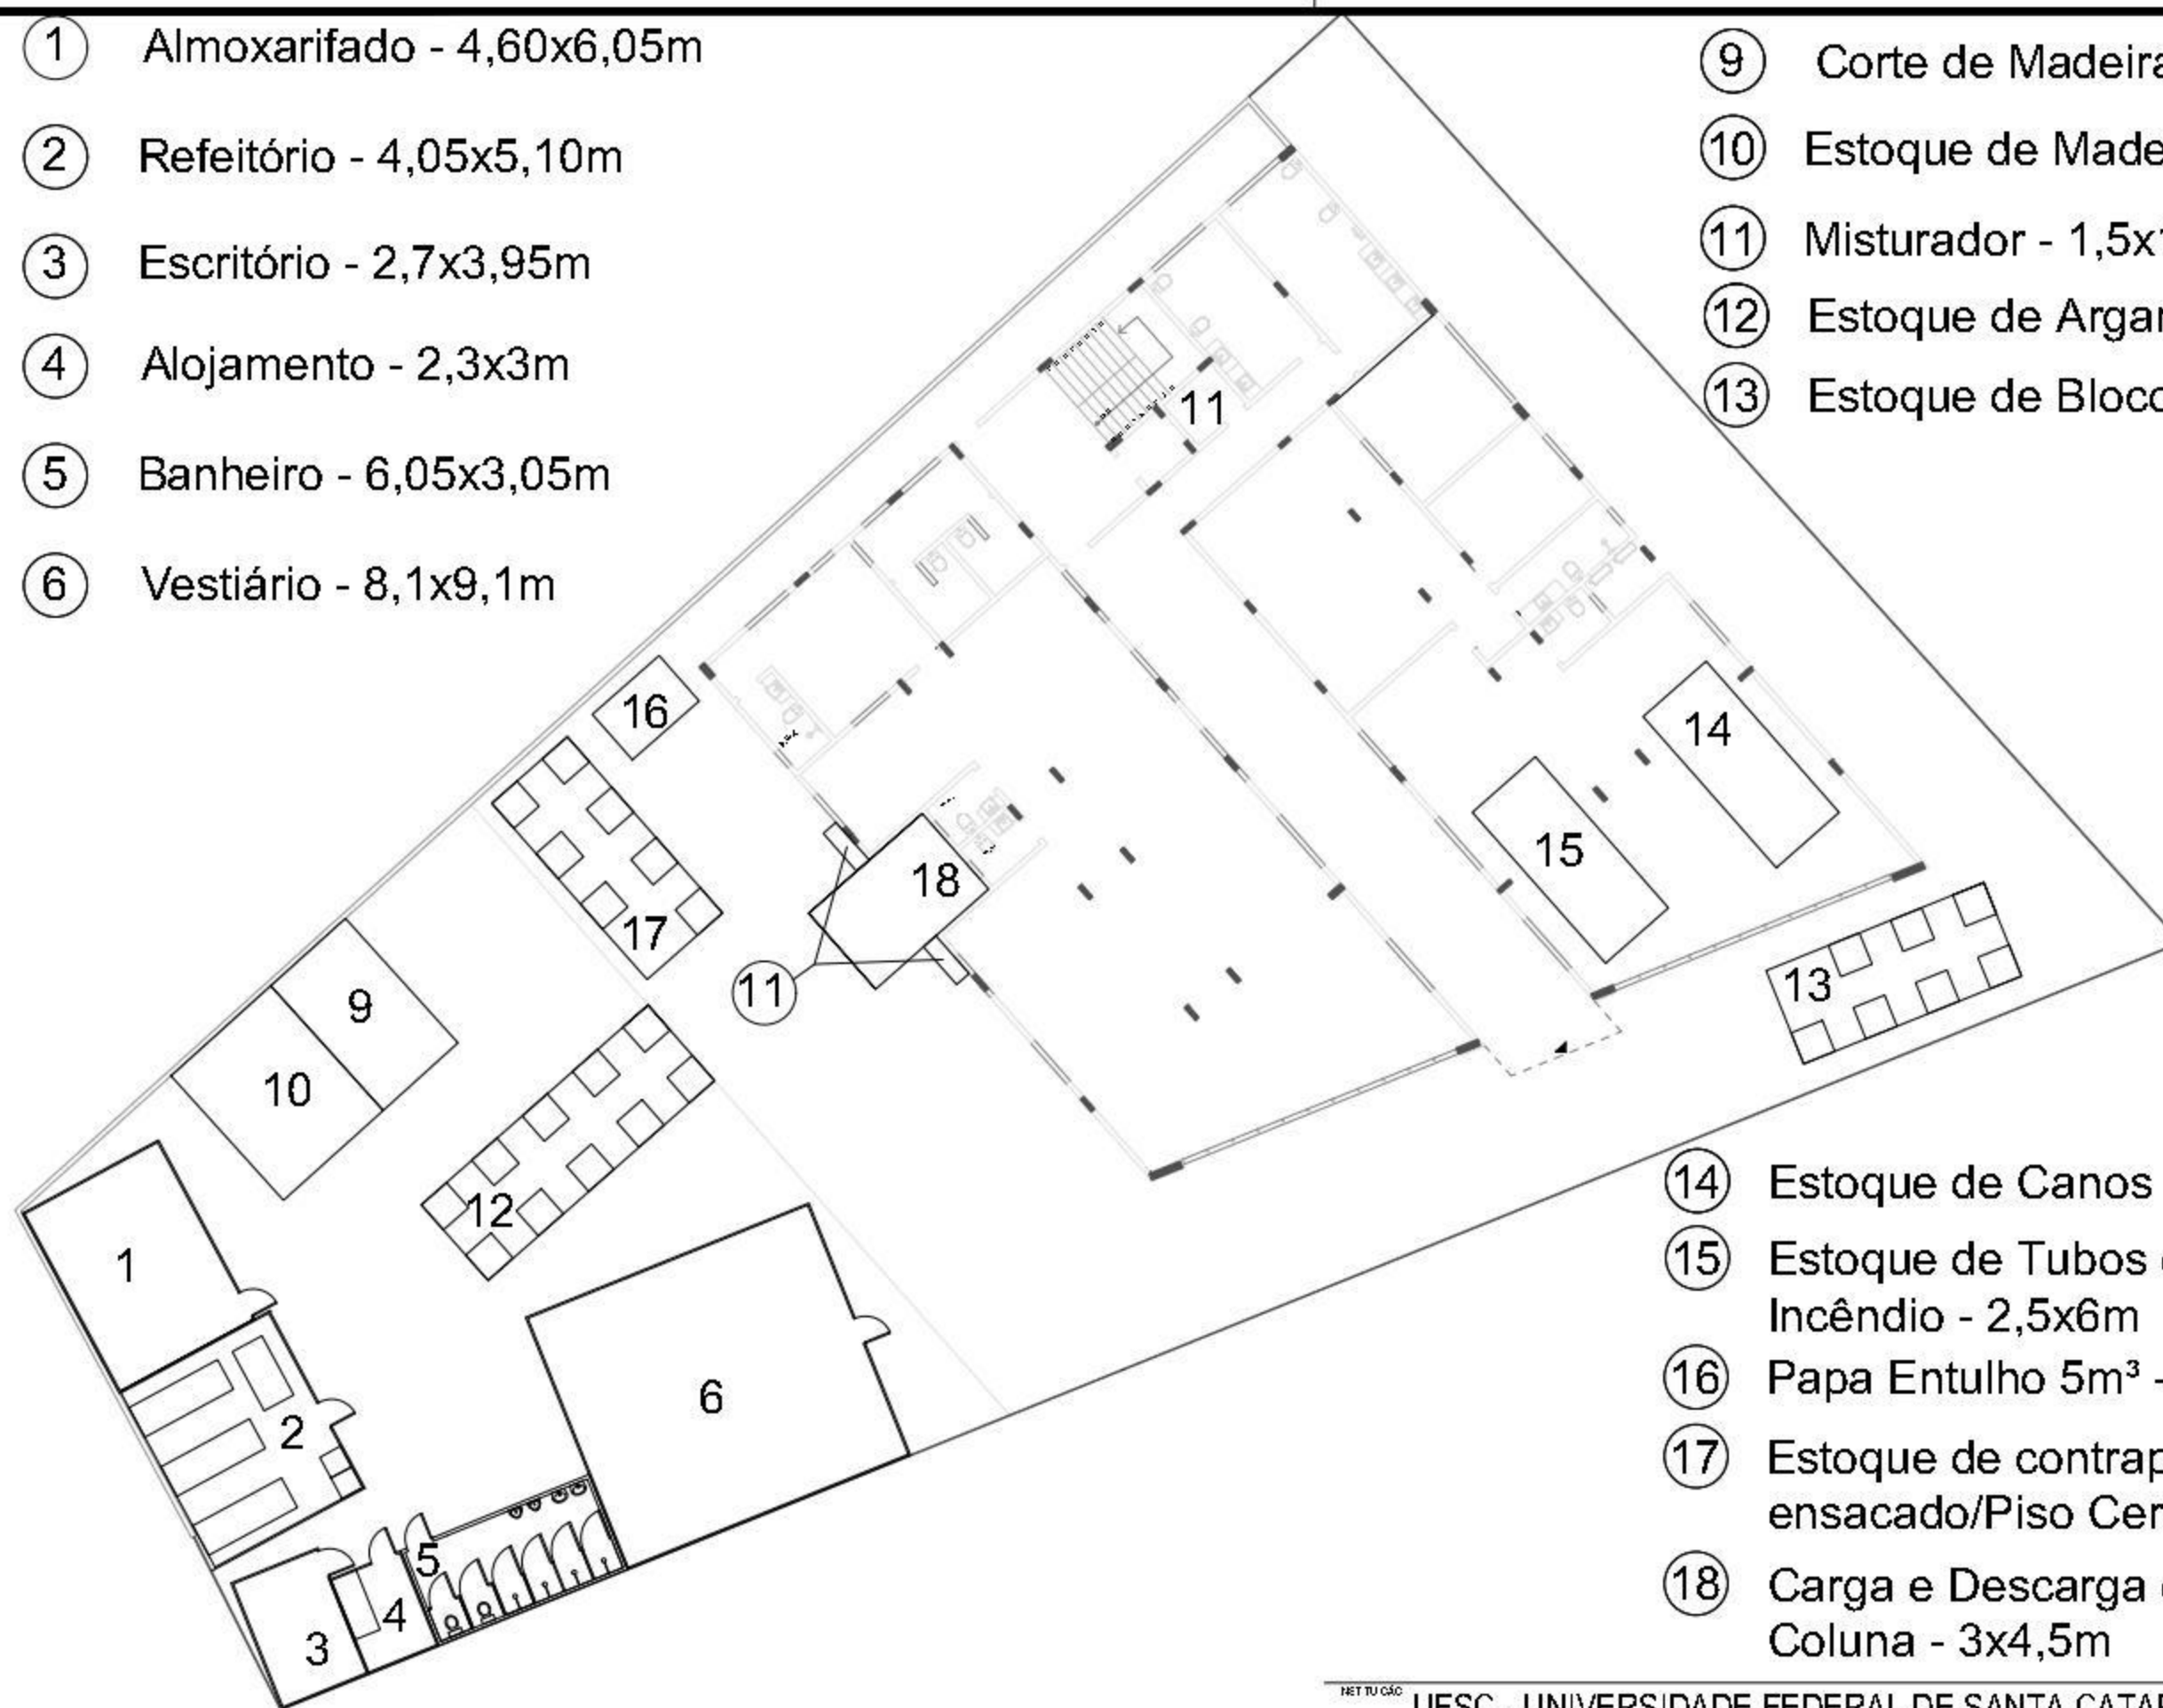 1 Almoxarifado - 4,60x6,05m
2 Refeitório - 4,05x5,10m
3 Escritório - 2,7x3,95m
4 Alojamento - 2,3x3m
5 Banheiro - 6,05x3,05m
6 Vestiário - 8,1x9,1m
9 Corte de Madeira
10 Estoque de Made
11 Misturador - 1,5x
12 Estoque de Argar
13 Estoque de Bloco
11
16
14
15
18
17
13
11
9
10
12
1
6
2
5
4
3
14 Estoque de Canos
15 Estoque de Tubos
Incêndio - 2,5x6m
16 Papa Entulho 5m³ -
17 Estoque de contrap
ensacado/Piso Cer
18 Carga e Descarga
Coluna - 3x4,5m
UFSC - UNIVERSIDADE FEDERAL DE SANTA CATA